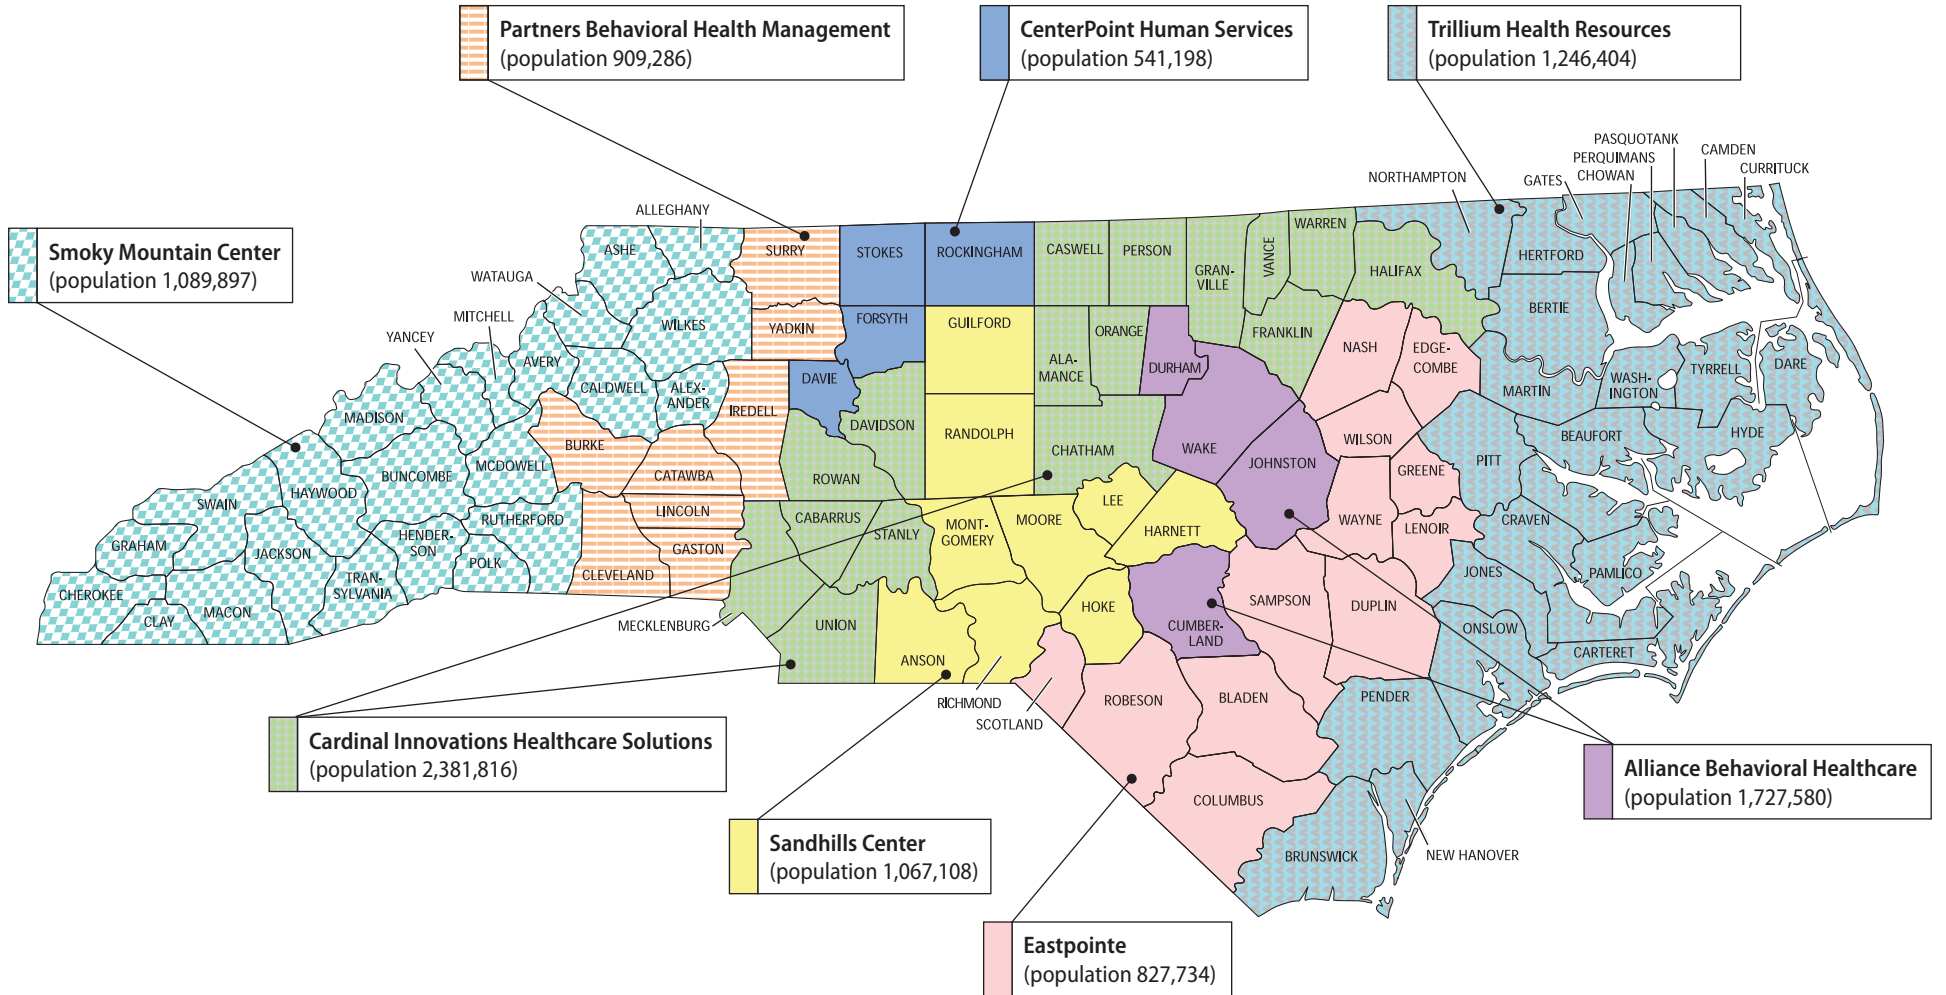 Partners Behavioral Health Management
(population 909,286)
CenterPoint Human Services
(population 541,198)
Trillium Health Resources
(population 1,246,404)
Smoky Mountain Center
(population 1,089,897)
PASQUOTANK
PERQUIMANS
CHOWAN
CAMDEN
CURRITUCK
NORTHAMPTON
GATES
ALLEGHANY
ASHE
SURRY
STOKES
ROCKINGHAM
CASWELL
PERSON
GRAN-
VILLE
VANCE
WARREN
HALIFAX
HERTFORD
WATAUGA
MITCHELL
YANCEY
WILKES
YADKIN
FORSYTH
GUILFORD
ALA-
MANCE
ORANGE
DURHAM
FRANKLIN
NASH
EDGE-
COMBE
BERTIE
AVERY
CALDWELL
ALEX-
ANDER
IREDELL
DAVIE
DAVIDSON
RANDOLPH
CHATHAM
WAKE
JOHNSTON
WILSON
MARTIN
WASH-
INGTON
TYRRELL
DARE
MADISON
BURKE
CATAWBA
ROWAN
GREENE
PITT
BEAUFORT
HYDE
BUNCOMBE
MCDOWELL
HAYWOOD
SWAIN
RUTHERFORD
LINCOLN
CABARRUS
STANLY
MONT-
GOMERY
MOORE
LEE
HARNETT
WAYNE
LENOIR
CRAVEN
GRAHAM
JACKSON
HENDER-
SON
POLK
GASTON
CLEVELAND
TRAN-
SYLVANIA
CHEROKEE
CLAY
MACON
MECKLENBURG
UNION
ANSON
RICHMOND
SCOTLAND
HOKE
CUMBER-
LAND
SAMPSON
DUPLIN
JONES
PAMLICO
ONSLOW
CARTERET
ROBESON
BLADEN
PENDER
COLUMBUS
BRUNSWICK
NEW HANOVER
Cardinal Innovations Healthcare Solutions
(population 2,381,816)
Alliance Behavioral Healthcare
(population 1,727,580)
Sandhills Center
(population 1,067,108)
Eastpointe
(population 827,734)